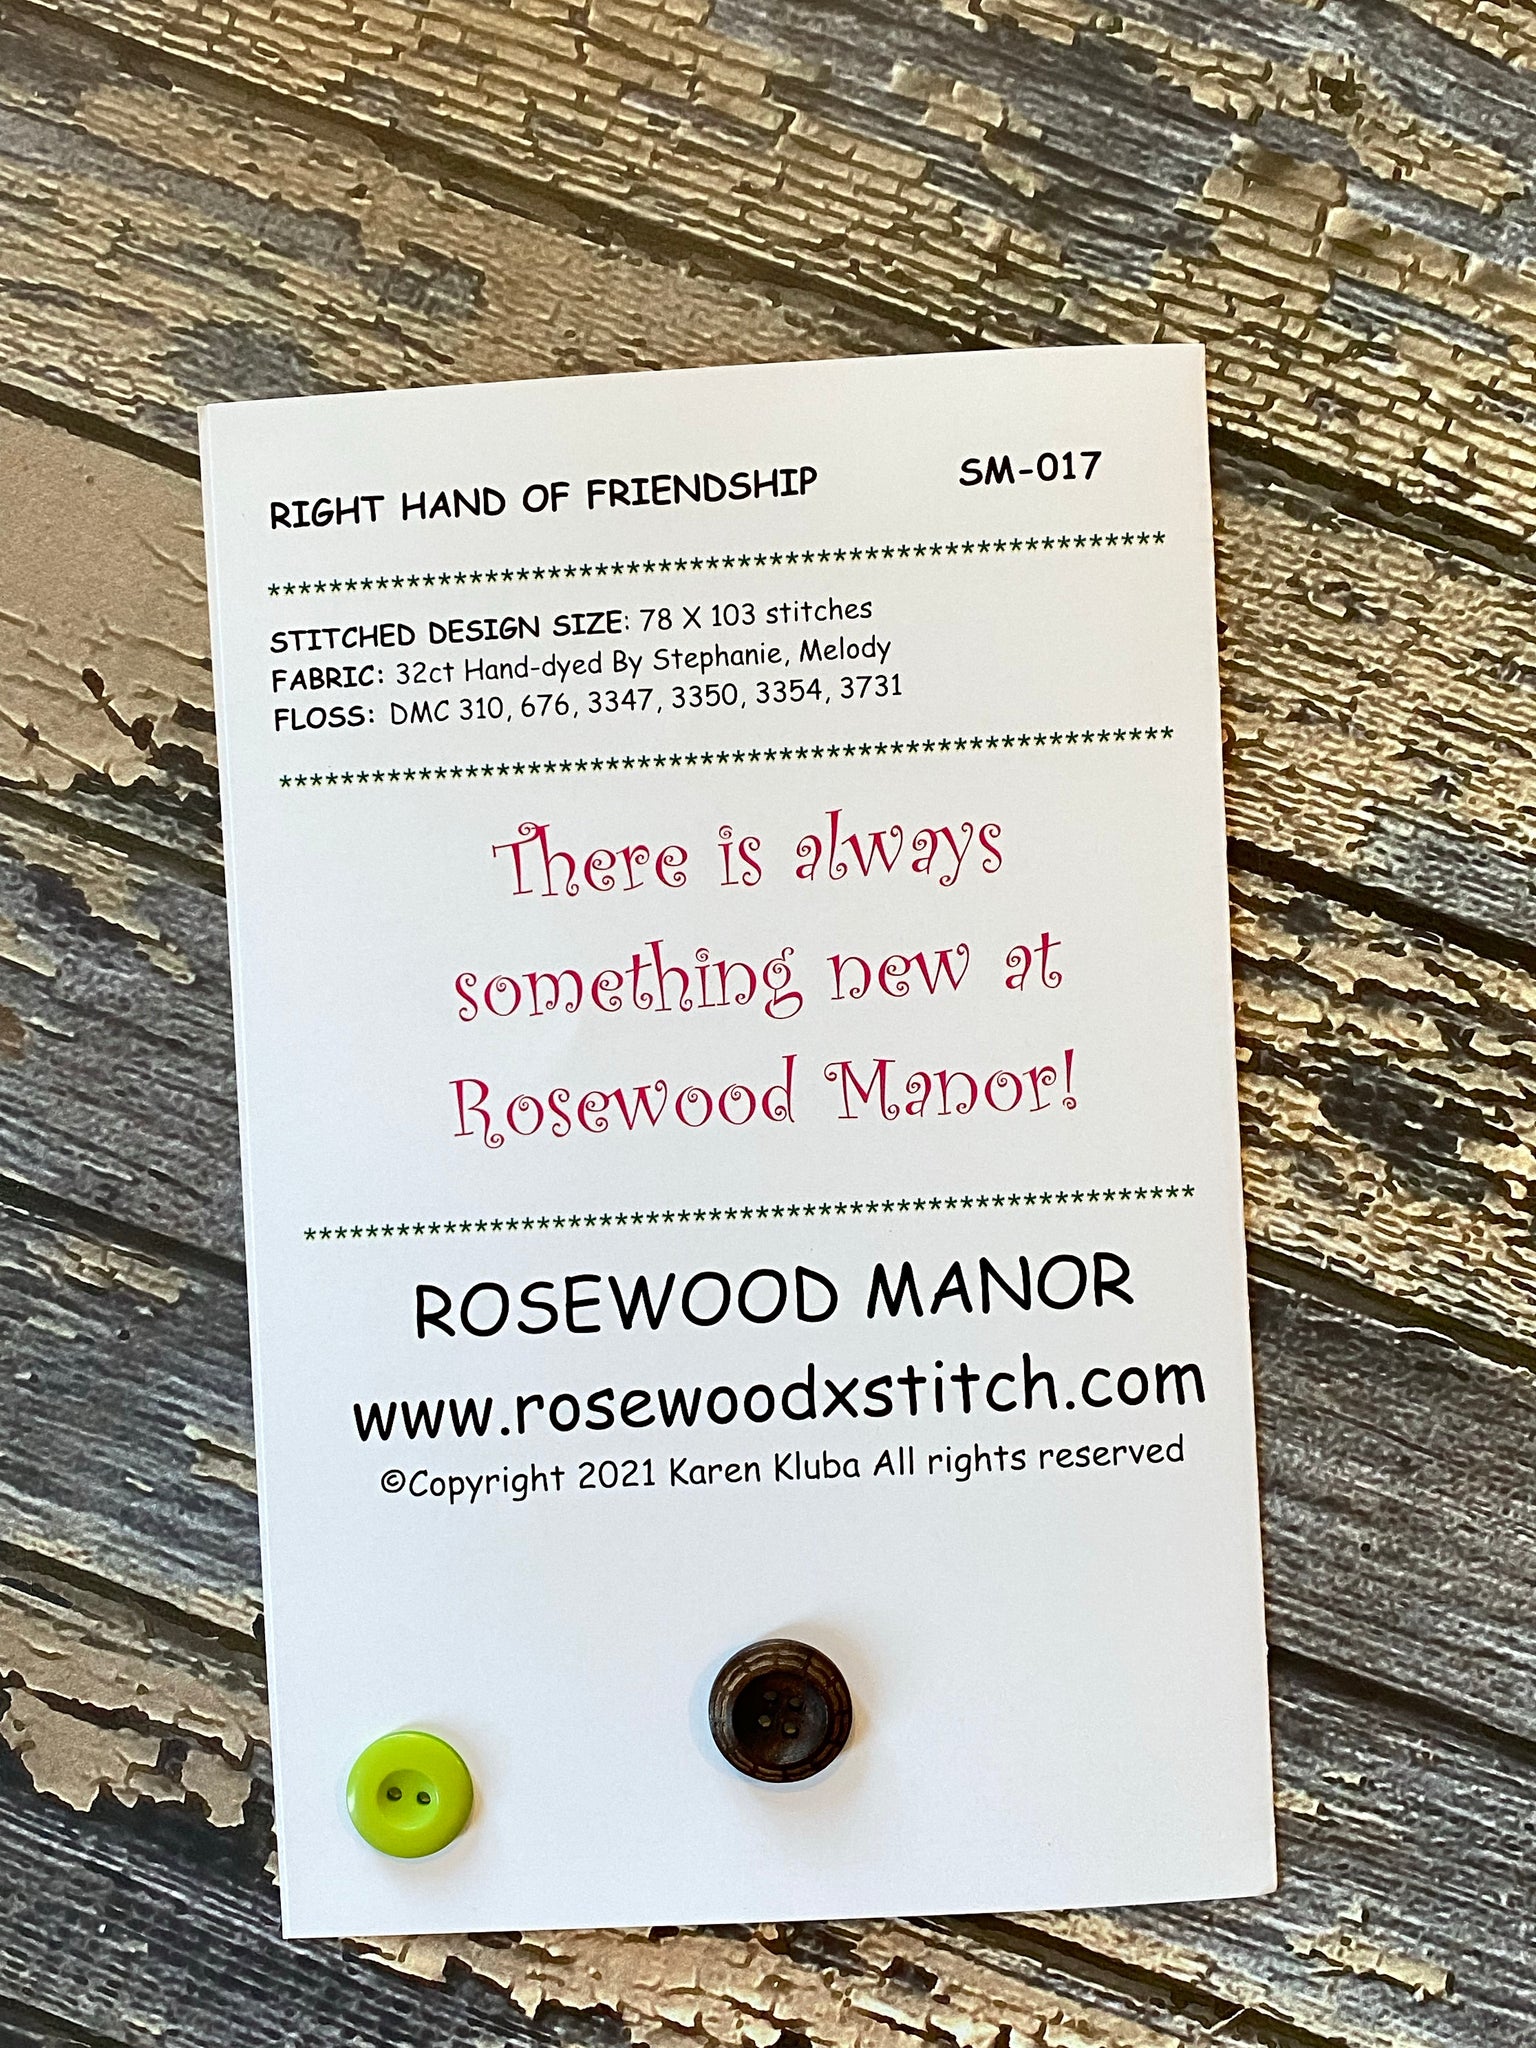 RIGHT HAND OF FRIENDSHIP SM-017
**********************************************************
STITCHED DESIGN SIZE: 78 X 103 stitches
FABRIC: 32ct Hand-dyed By Stephanie, Melody
FLOSS: DMC 310, 676, 3347, 3350, 3354, 3731
**********************************************************
There is always
something new at
Rosewood Manor!
**********************************************************
ROSEWOOD MANOR
www.rosewoodxstitch.com
©Copyright 2021 Karen Kluba All rights reserved